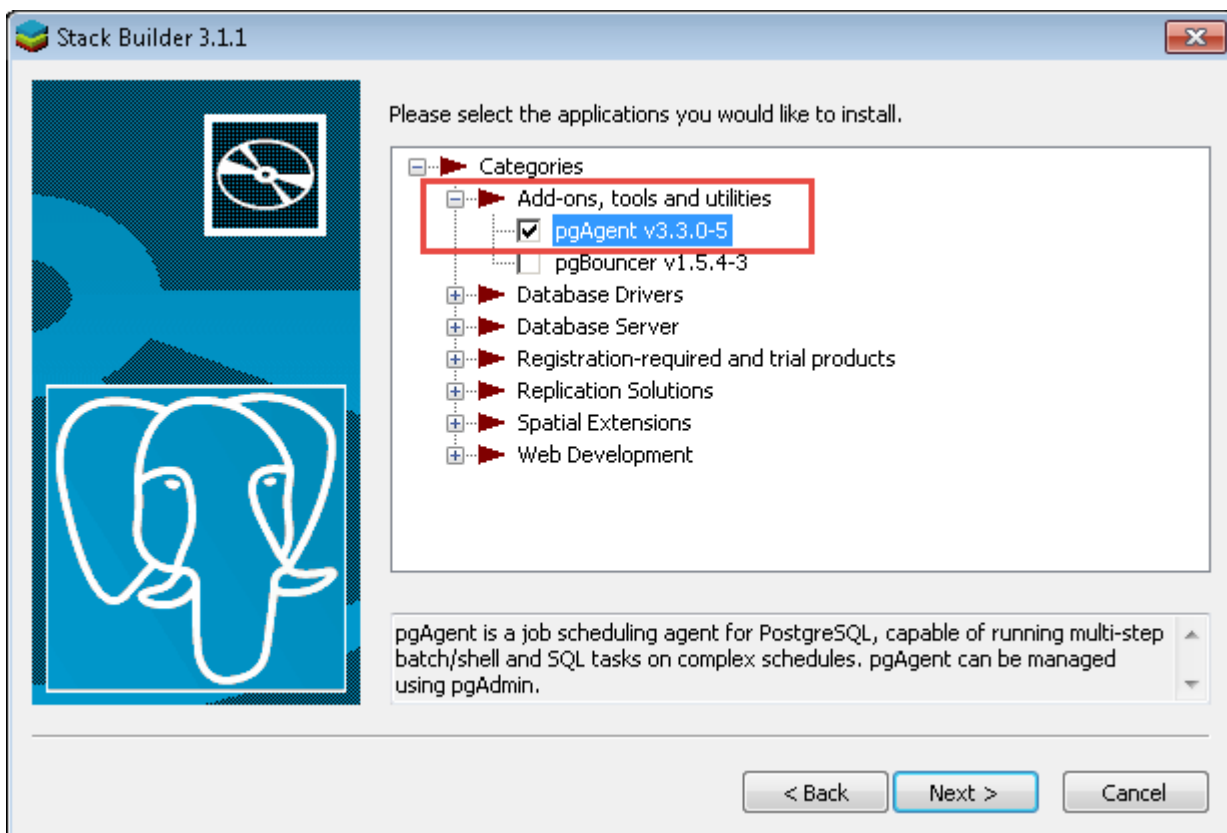 Stack Builder 3.1.1
Please select the applications you would like to install.
Categories
Add-ons, tools and utilities
pgAgent v3.3.0-5
pgBouncer v1.5.4-3
Database Drivers
Database Server
Registration-required and trial products
Replication Solutions
Spatial Extensions
Web Development
pgAgent is a job scheduling agent for PostgreSQL, capable of running multi-step
batch/shell and SQL tasks on complex schedules. pgAgent can be managed
using pgAdmin.
< Back Next > Cancel